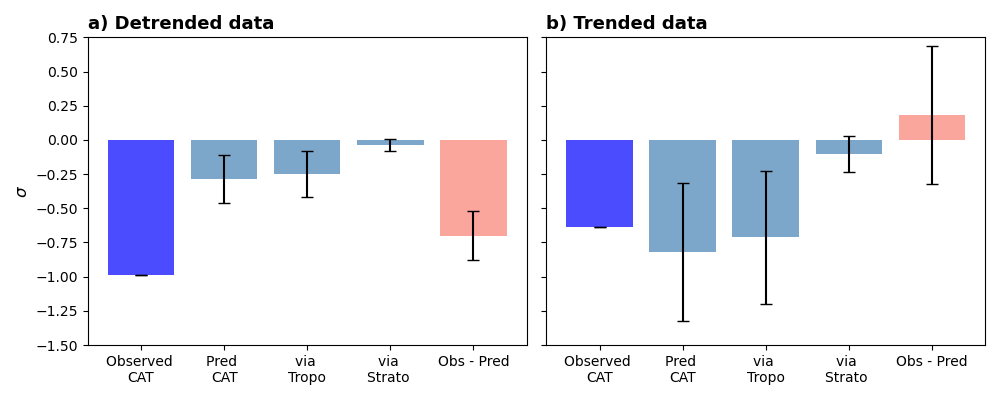 a) Detrended data
b) Trended data
0.75
0.50
0.25
0.00
−0.25
−0.50
−0.75
−1.00
−1.25
−1.50
σ
Observed
CAT
Pred
CAT
via
Tropo
via
Strato
Obs - Pred
Observed
CAT
Pred
CAT
via
Tropo
via
Strato
Obs - Pred